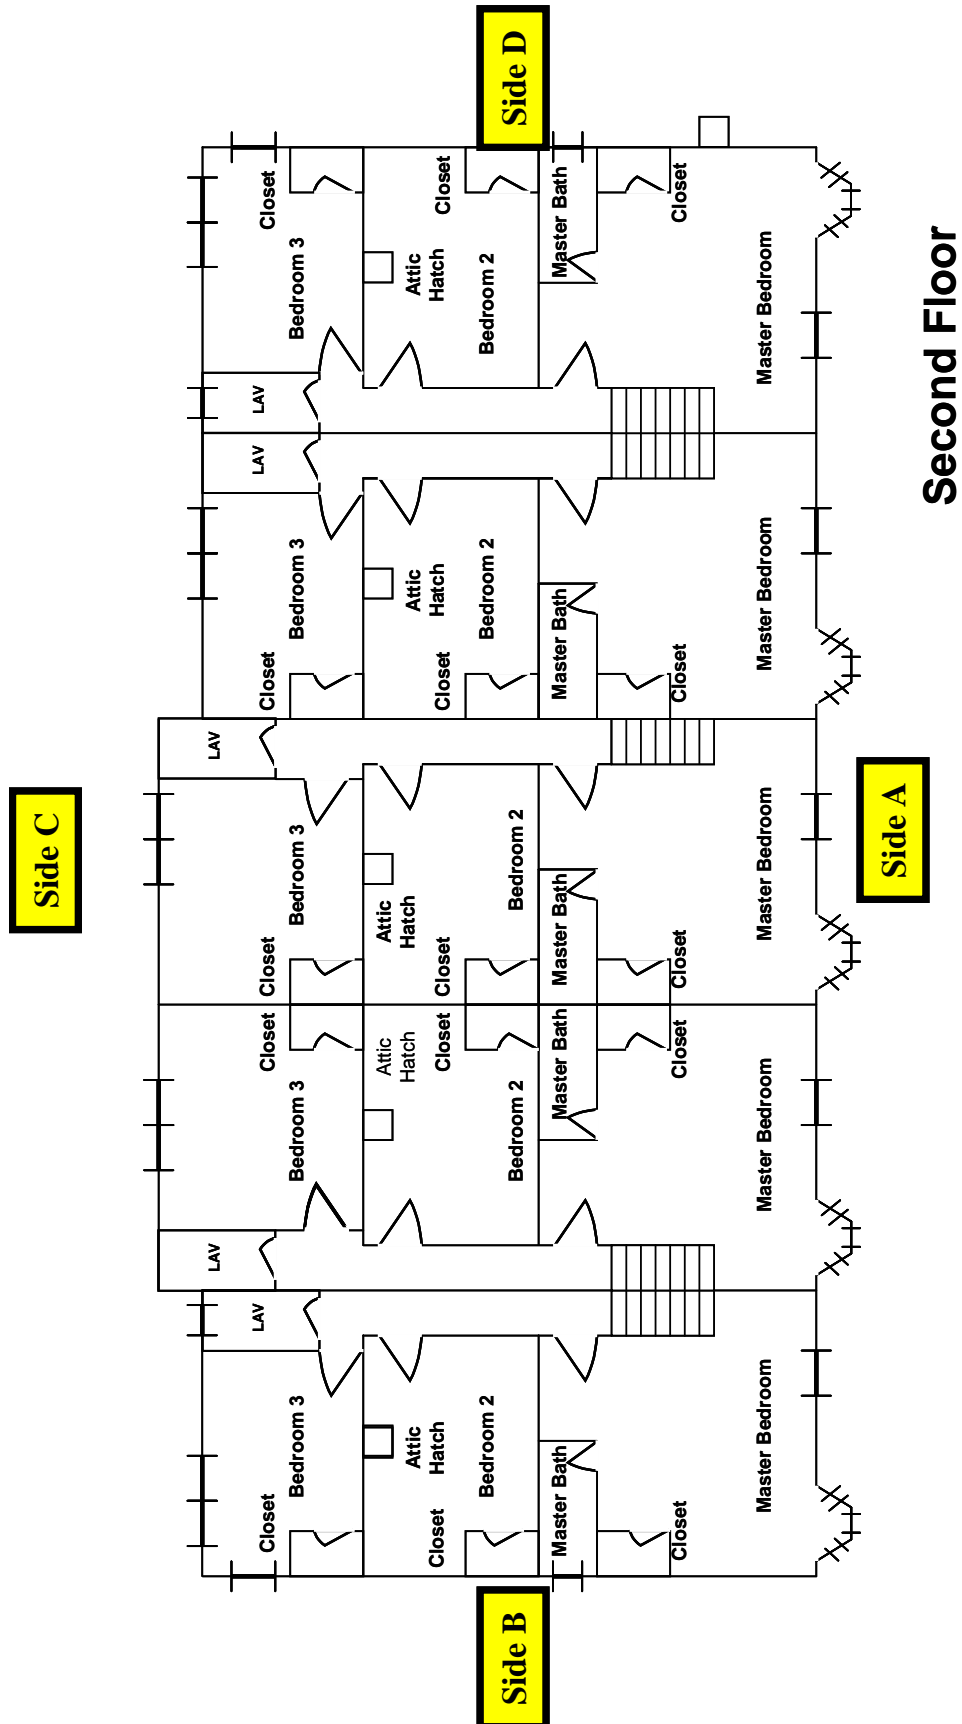 Side C
LAV
LAV
LAV
LAV
LAV
Closet
Closet
Closet
Closet
Closet
Bedroom 3
Bedroom 3
Bedroom 3
Bedroom 3
Bedroom 3
Attic
Hatch
Attic
Hatch
Attic
Hatch
Attic
Hatch
Attic
Hatch
Closet
Closet
Closet
Closet
Closet
Bedroom 2
Bedroom 2
Bedroom 2
Bedroom 2
Bedroom 2
Side B
Side D
Master Bath
Master Bath
Master Bath
Master Bath
Master Bath
Closet
Closet
Closet
Closet
Closet
Master Bedroom
Master Bedroom
Master Bedroom
Master Bedroom
Master Bedroom
Side A
Second Floor